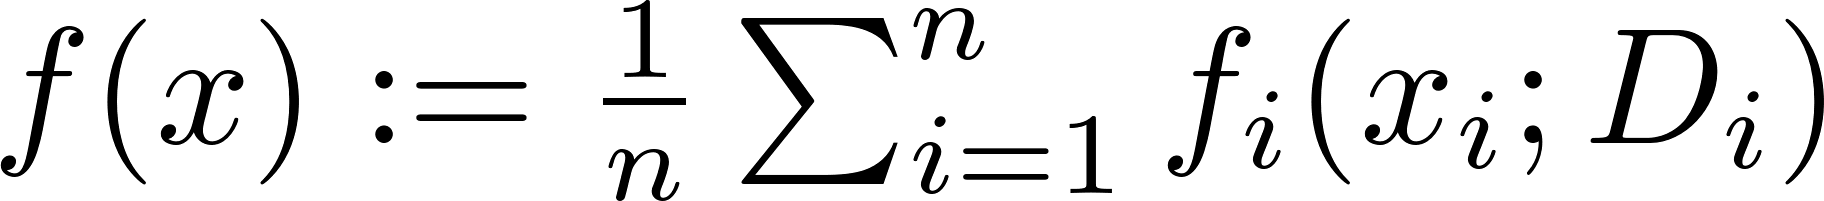 f(x) := \frac{1}{n} \sum_{i=1}^{n} f_i(x_i; D_i)